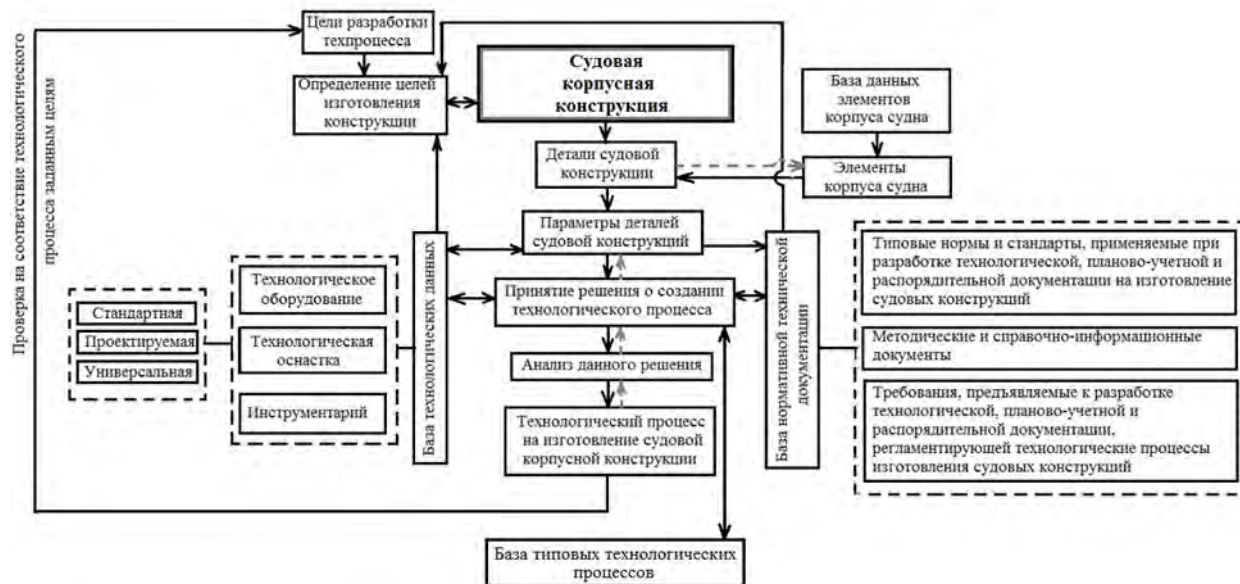 Цели разработки
техпроцесса
Определение целей
изготовления
конструкции
Судовая
корпусная
конструкция
База данных
элементов
корпуса судна
Детали судовой
конструкции
Элементы
корпуса судна
Параметры деталей
судовой конструкций
Принятие решения о создании
технологического процесса
Анализ данного решения
Технологический процесс
на изготовление судовой
корпусной конструкции
База типовых технологических
процессов
Проверка на соответствие технологического
процесса заданным целям
Стандартная
Проектируемая
Универсальная
Технологическое
оборудование
Технологическая
оснастка
Инструментарий
База технологических данных
База нормативной технической
документации
Типовые нормы и стандарты, применяемые при
разработке технологической, планово-учетной и
распорядительной документации на изготовление
судовых конструкций
Методические и справочно-информационные
документы
Требования, предъявляемые к разработке
технологической, планово-учетной и
распорядительной документации,
регламентирующей технологические процессы
изготовления судовых конструкций